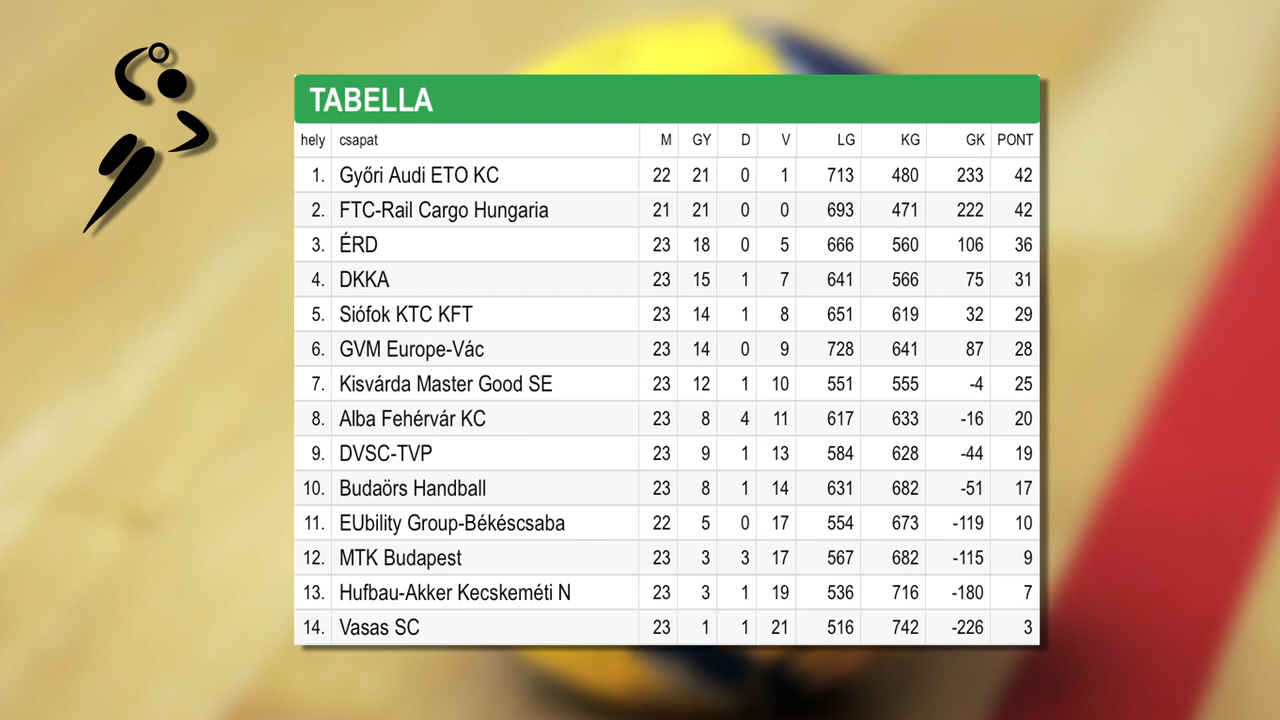 TABELLA
hely csapat M GY D V LG KG GK PONT
1. Győri Audi ETO KC 22 21 0 1 713 480 233 42
2. FTC-Rail Cargo Hungaria 21 21 0 0 693 471 222 42
3. ÉRD 23 18 0 5 666 560 106 36
4. DKKA 23 15 1 7 641 566 75 31
5. Siófok KTC KFT 23 14 1 8 651 619 32 29
6. GVM Europe-Vác 23 14 0 9 728 641 87 28
7. Kisvárda Master Good SE 23 12 1 10 551 555 -4 25
8. Alba Fehérvár KC 23 8 4 11 617 633 -16 20
9. DVSC-TVP 23 9 1 13 584 628 -44 19
10. Budaörs Handball 23 8 1 14 631 682 -51 17
11. EUbility Group-Békéscsaba 22 5 0 17 554 673 -119 10
12. MTK Budapest 23 3 3 17 567 682 -115 9
13. Hufbau-Akker Kecskeméti N 23 3 1 19 536 716 -180 7
14. Vasas SC 23 1 1 21 516 742 -226 3